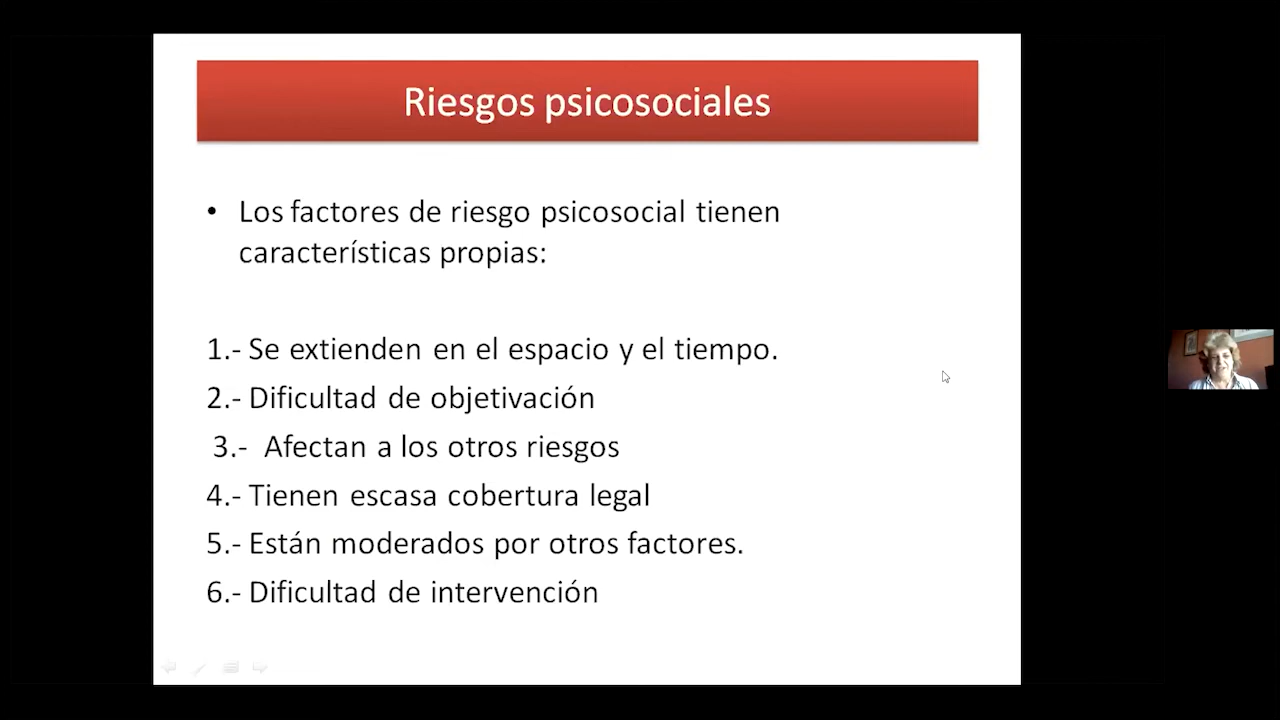 Riesgos psicosociales
• Los factores de riesgo psicosocial tienen
características propias:
1.- Se extienden en el espacio y el tiempo.
2.- Dificultad de objetivación
3.- Afectan a los otros riesgos
4.- Tienen escasa cobertura legal
5.- Están moderados por otros factores.
6.- Dificultad de intervención